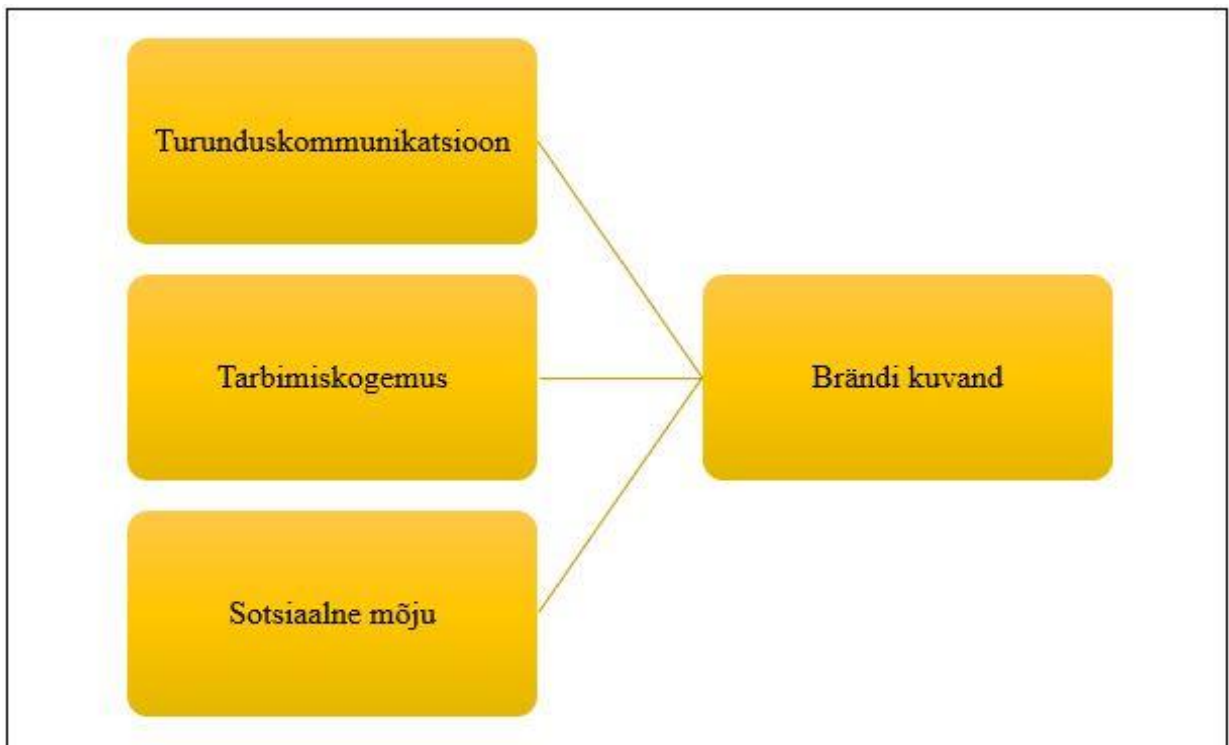 Turunduskommunikatsioon
Tarbimiskogemus
Brändi kuvand
Sotsiaalne mõju